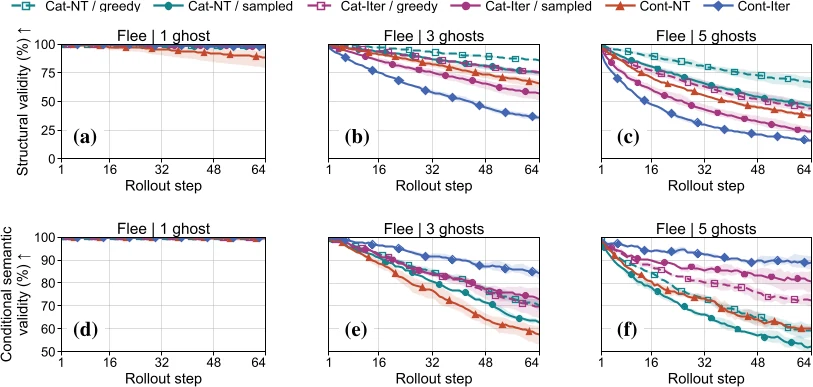 Cat-NT / greedy Cat-NT / sampled Cat-Iter / greedy Cat-Iter / sampled Cont-NT Cont-Iter
Flee | 1 ghost Flee | 3 ghosts Flee | 5 ghosts
Structural validity (%) ↑
100 75 50 25 0
(a)
1 16 32 48 64
Rollout step
100 75 50 25 0
(b)
1 16 32 48 64
Rollout step
100 75 50 25 0
(c)
1 16 32 48 64
Rollout step
Flee | 1 ghost Flee | 3 ghosts Flee | 5 ghosts
Conditional semantic
validity (%) ↑
100 90 80 70 60 50
(d)
1 16 32 48 64
Rollout step
100 90 80 70 60 50
(e)
1 16 32 48 64
Rollout step
100 90 80 70 60 50
(f)
1 16 32 48 64
Rollout step